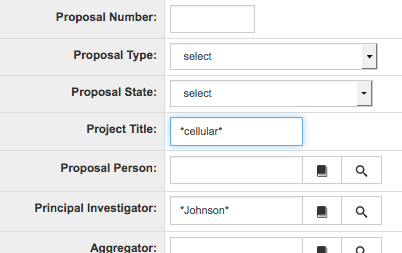 Proposal Number:
Proposal Type: select
Proposal State: select
Project Title: *cellular*
Proposal Person:
Principal Investigator: *Johnson*
Aggregator: